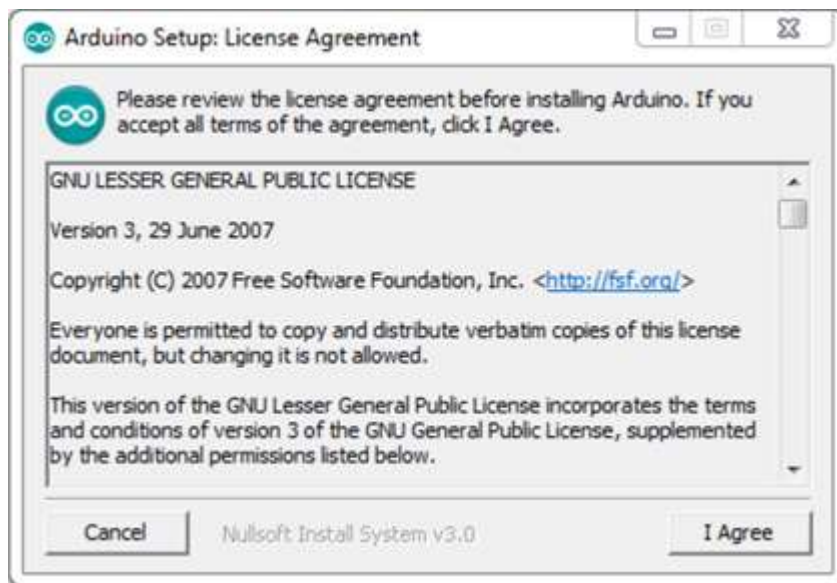 Arduino Setup: License Agreement
Please review the license agreement before installing Arduino. If you
accept all terms of the agreement, click I Agree.
GNU LESSER GENERAL PUBLIC LICENSE
Version 3, 29 June 2007
Copyright (C) 2007 Free Software Foundation, Inc. <http://fsf.org/>
Everyone is permitted to copy and distribute verbatim copies of this license
document, but changing it is not allowed.
This version of the GNU Lesser General Public License incorporates the terms
and conditions of version 3 of the GNU General Public License, supplemented
by the additional permissions listed below.
Cancel
Nullsoft Install System v3.0
I Agree